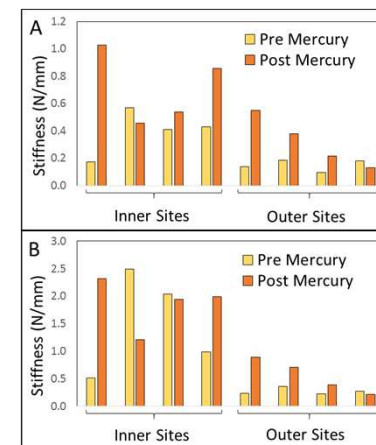 A
Pre Mercury
Post Mercury
Stiffness (N/mm)
1.2
1.0
0.8
0.6
0.4
0.2
0.0
Inner Sites Outer Sites
B
Pre Mercury
Post Mercury
Stiffness (N/mm)
3.0
2.5
2.0
1.5
1.0
0.5
0.0
Inner Sites Outer Sites